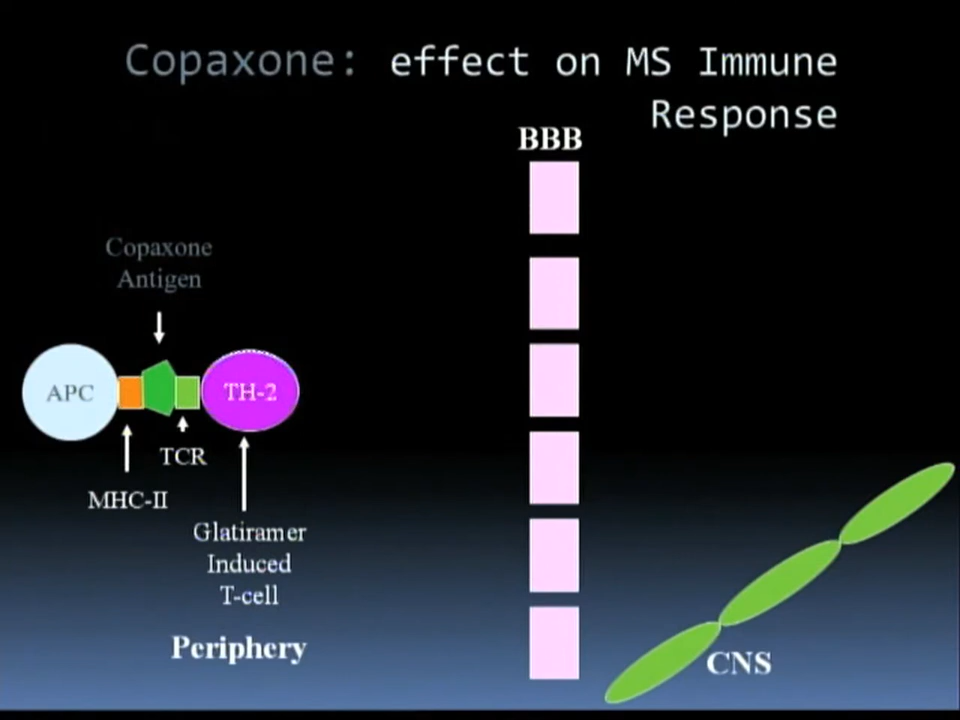 Copaxone: effect on MS Immune
Response
BBB
Copaxone
Antigen
APC
TH-2
TCR
MHC-II
Glatiramer
Induced
T-cell
Periphery
CNS